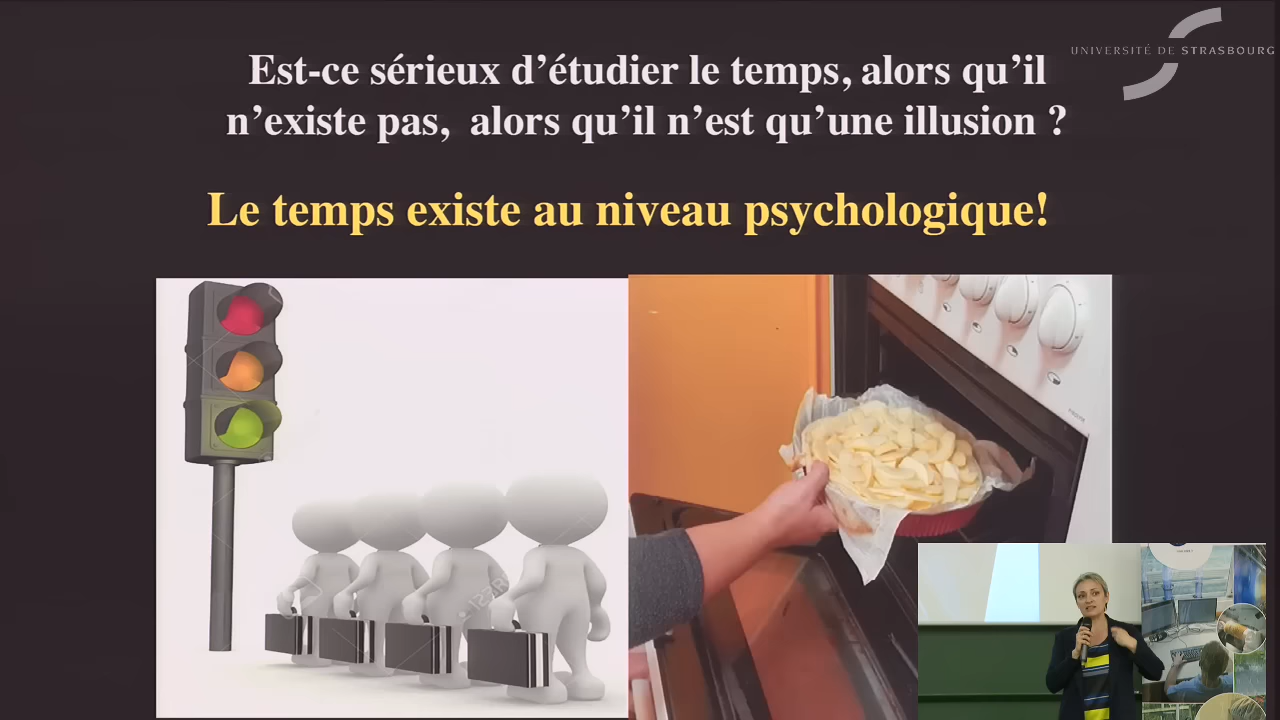 UNIVERSITÉ DE STRASBOURG
Est-ce sérieux d’étudier le temps, alors qu’il
n’existe pas, alors qu’il n’est qu’une illusion ?
Le temps existe au niveau psychologique!